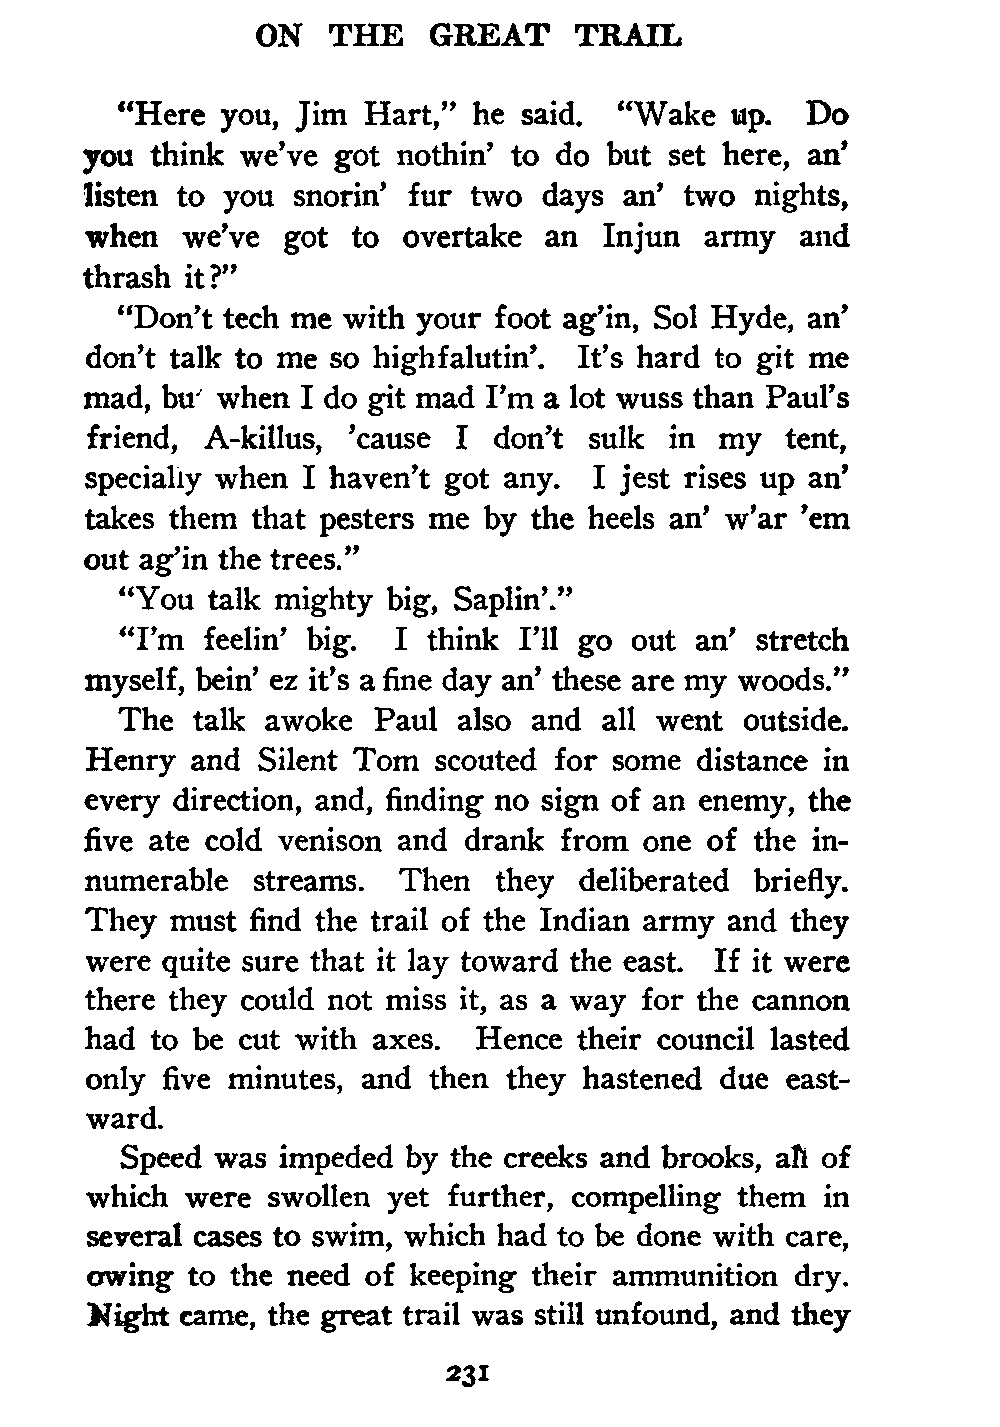 ON THE GREAT TRAIL
“Here you, Jim Hart,” he said. “Wake up. Do
you think we’ve got nothin’ to do but set here, an’
listen to you snorin’ fur two days an’ two nights,
when we’ve got to overtake an Injun army and
thrash it?”
“Don’t tech me with your foot ag’in, Sol Hyde, an’
don’t talk to me so highfalutin’. It’s hard to git me
mad, bu’ when I do git mad I’m a lot wuss than Paul’s
friend, A-killus, ’cause I don’t sulk in my tent,
specially when I haven’t got any. I jest rises up an’
takes them that pesters me by the heels an’ w’ar ’em
out ag’in the trees.”
“You talk mighty big, Saplin’.”
“I’m feelin’ big. I think I’ll go out an’ stretch
myself, bein’ ez it’s a fine day an’ these are my woods.”
The talk awoke Paul also and all went outside.
Henry and Silent Tom scouted for some distance in
every direction, and, finding no sign of an enemy, the
five ate cold venison and drank from one of the in-
numerable streams. Then they deliberated briefly.
They must find the trail of the Indian army and they
were quite sure that it lay toward the east. If it were
there they could not miss it, as a way for the cannon
had to be cut with axes. Hence their council lasted
only five minutes, and then they hastened due east-
ward.
Speed was impeded by the creeks and brooks, all of
which were swollen yet further, compelling them in
several cases to swim, which had to be done with care,
owing to the need of keeping their ammunition dry.
Night came, the great trail was still unfound, and they
231